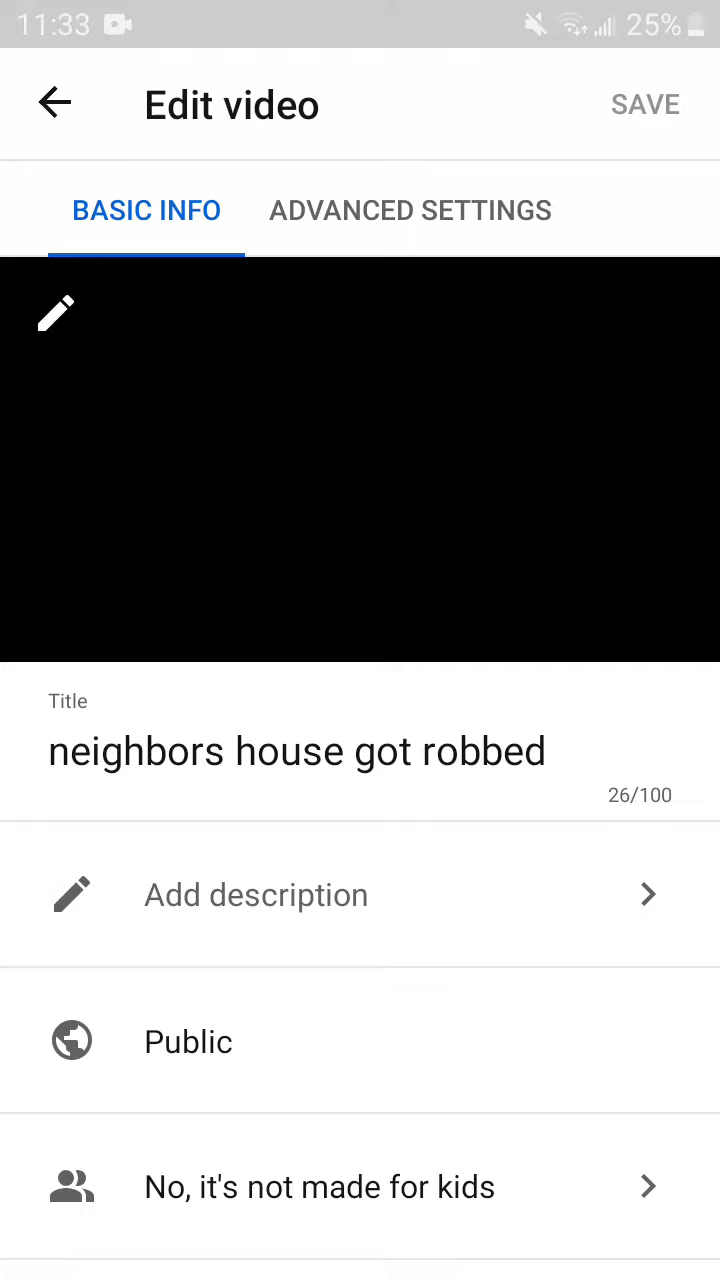 11:33 25%
Edit video SAVE
BASIC INFO ADVANCED SETTINGS
Title
neighbors house got robbed
26/100
Add description
Public
No, it's not made for kids